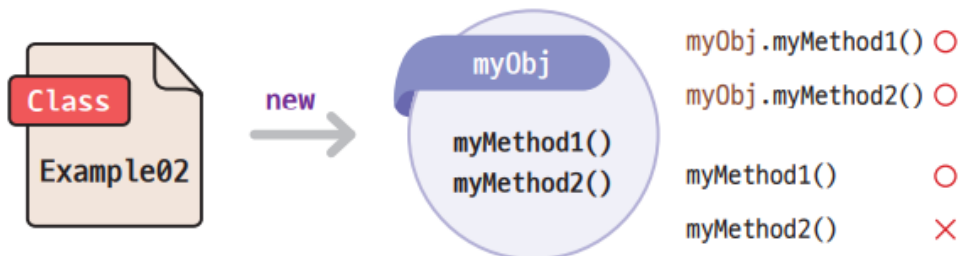 Class
Example02
new
myObj
myMethod1()
myMethod2()
myObj.myMethod1() ○
myObj.myMethod2() ○
myMethod1() ○
myMethod2() ×